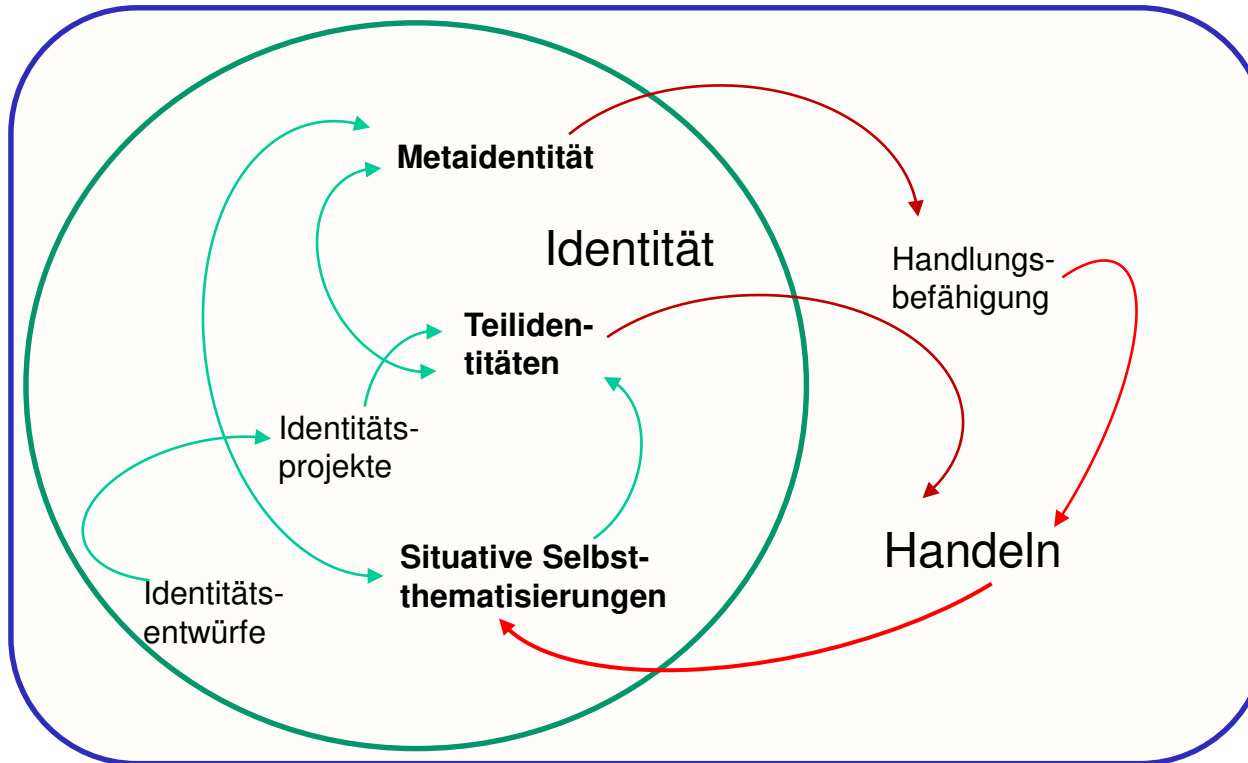 Metaidentität
Identität
Handlungs-
befähigung
Teiliden-
titäten
Identitäts-
projekte
Situative Selbst-
thematisierungen
Handeln
Identitäts-
entwürfe